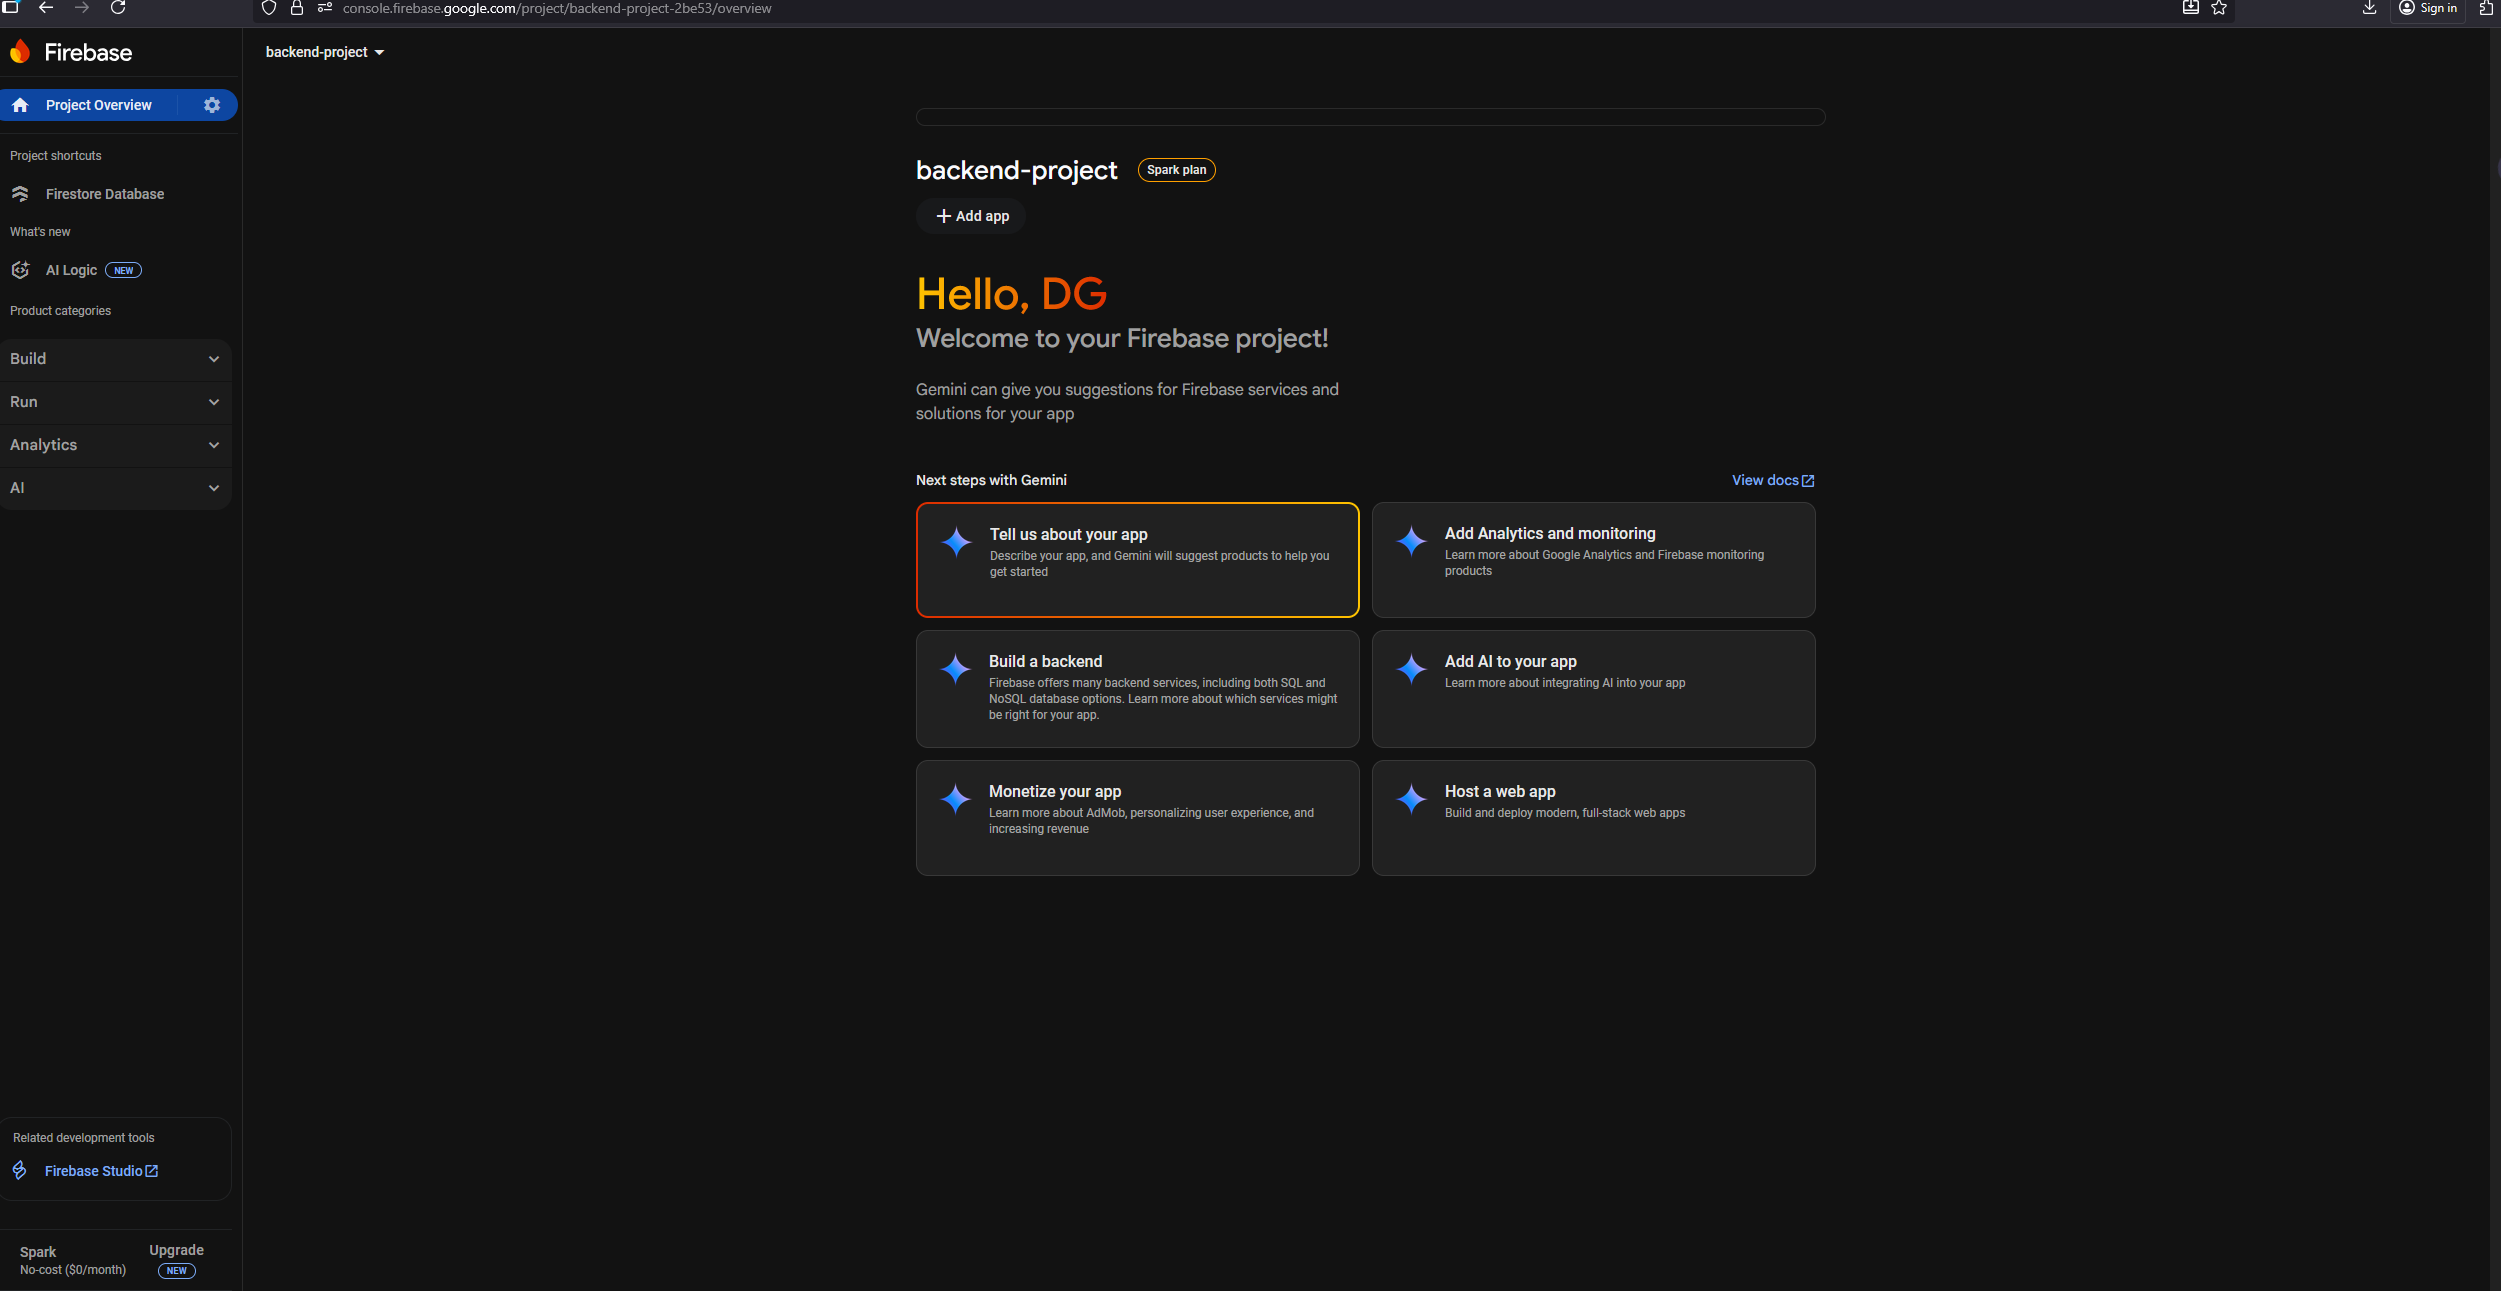 console.firebase.google.com/project/backend-project-2be53/overview
Sign in
Firebase
backend-project
Project Overview
Project shortcuts
Firestore Database
What's new
AI Logic NEW
Product categories
Build
Run
Analytics
AI
Related development tools
Firebase Studio
Spark
No-cost ($0/month)
Upgrade
NEW
backend-project Spark plan
Add app
Hello, DG
Welcome to your Firebase project!
Gemini can give you suggestions for Firebase services and
solutions for your app
Next steps with Gemini
View docs
Tell us about your app
Describe your app, and Gemini will suggest products to help you
get started
Add Analytics and monitoring
Learn more about Google Analytics and Firebase monitoring
products
Build a backend
Firebase offers many backend services, including both SQL and
NoSQL database options. Learn more about which services might
be right for your app.
Add AI to your app
Learn more about integrating AI into your app
Monetize your app
Learn more about AdMob, personalizing user experience, and
increasing revenue
Host a web app
Build and deploy modern, full-stack web apps